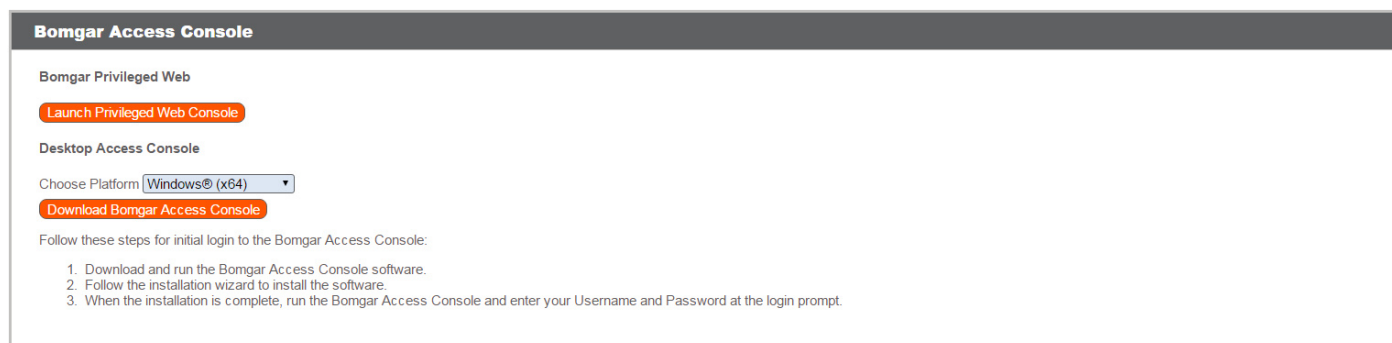 Bomgar Access Console
Bomgar Privileged Web
Launch Privileged Web Console
Desktop Access Console
Choose Platform Windows® (x64)
Download Bomgar Access Console
Follow these steps for initial login to the Bomgar Access Console:
1. Download and run the Bomgar Access Console software.
2. Follow the installation wizard to install the software.
3. When the installation is complete, run the Bomgar Access Console and enter your Username and Password at the login prompt.